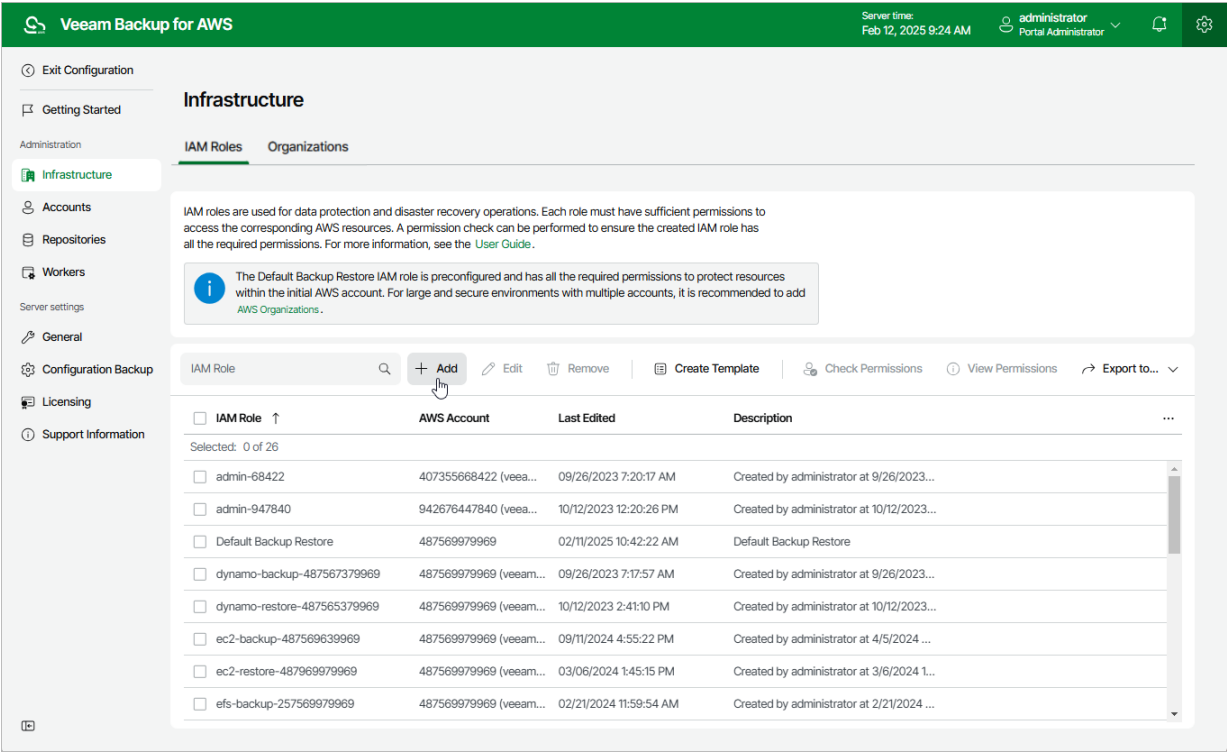 Veeam Backup for AWS
Server time:
Feb 12, 2025 9:24 AM
administrator
Portal Administrator
Exit Configuration
Getting Started
Administration
Infrastructure
Accounts
Repositories
Workers
Server settings
General
Configuration Backup
Licensing
Support Information
Infrastructure
IAM Roles Organizations
IAM roles are used for data protection and disaster recovery operations. Each role must have sufficient permissions to
access the corresponding AWS resources. A permission check can be performed to ensure the created IAM role has
all the required permissions. For more information, see the User Guide.
The Default Backup Restore IAM role is preconfigured and has all the required permissions to protect resources
within the initial AWS account. For large and secure environments with multiple accounts, it is recommended to add
AWS Organizations.
IAM Role Add Edit Remove Create Template Check Permissions View Permissions Export to...
IAM Role AWS Account Last Edited Description
Selected: 0 of 26
admin-68422 407355668422 (veea... 09/26/2023 7:20:17 AM Created by administrator at 9/26/2023...
admin-947840 942676447840 (veea... 10/12/2023 12:20:26 PM Created by administrator at 10/12/2023...
Default Backup Restore 487569979969 02/11/2025 10:42:22 AM Default Backup Restore
dynamo-backup-487567379969 487569979969 (veeam... 09/26/2023 7:17:57 AM Created by administrator at 9/26/2023...
dynamo-restore-487565379969 487569979969 (veeam... 10/12/2023 2:41:10 PM Created by administrator at 10/12/2023...
ec2-backup-487569639969 487569979969 (veeam... 09/11/2024 4:55:22 PM Created by administrator at 4/5/2024 ...
ec2-restore-487969979969 487569979969 (veeam... 03/06/2024 1:45:15 PM Created by administrator at 3/6/2024 1...
efs-backup-257569979969 487569979969 (veeam... 02/21/2024 11:59:54 AM Created by administrator at 2/21/2024 ...